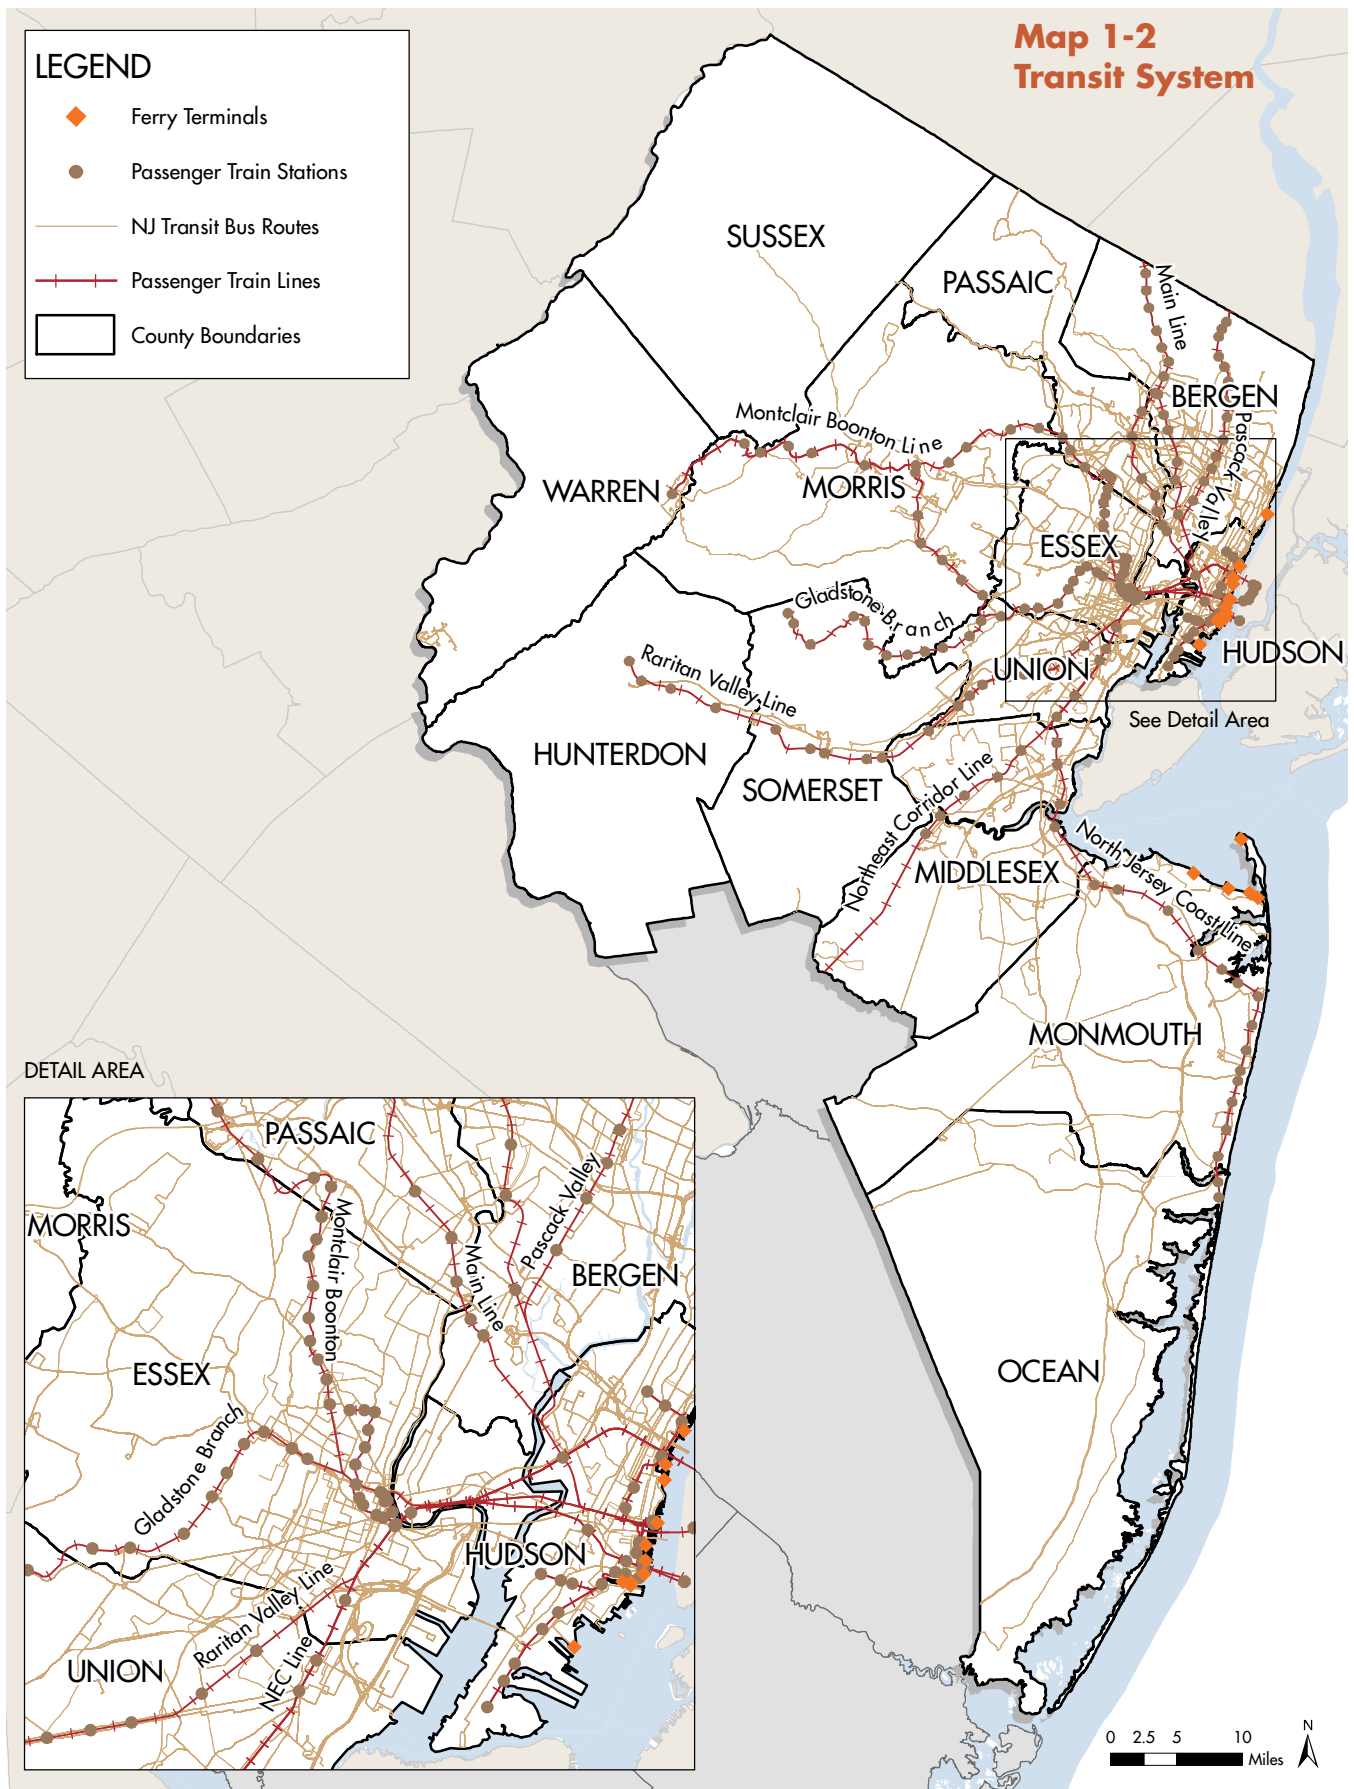 Map 1-2
Transit System
LEGEND
Ferry Terminals
Passenger Train Stations
NJ Transit Bus Routes
Passenger Train Lines
County Boundaries
SUSSEX
PASSAIC
Main Line
BERGEN
Pascack Valley
Montclair Boonton Line
WARREN
MORRIS
ESSEX
Gladstone Branch
HUDSON
UNION
Raritan Valley Line
See Detail Area
HUNTERDON
SOMERSET
Northeast Corridor Line
MIDDLESEX
North Jersey Coast Line
MONMOUTH
OCEAN
DETAIL AREA
PASSAIC
MORRIS
Montclair Boonton
Main Line
Pascack Valley
BERGEN
ESSEX
Gladstone Branch
HUDSON
Raritan Valley Line
NEC Line
UNION
0 2.5 5 10
Miles
N